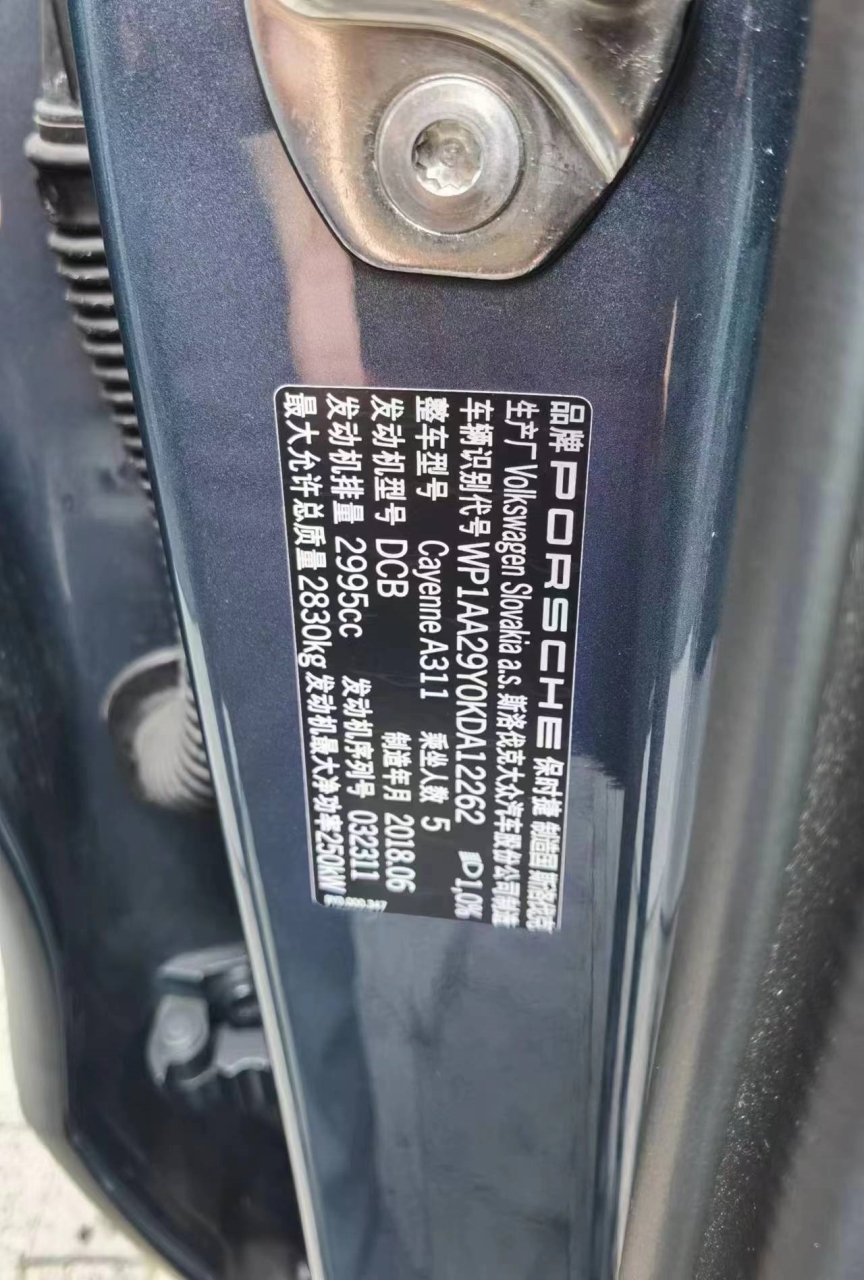 品牌 PORSCHE 保时捷 制造国 斯洛伐克
生产厂 Volkswagen Slovakia a.s. 斯洛伐克大众汽车股份公司制造
车辆识别代号 WP1AA29Y0KDA12262 1,0%
整车型号 Cayenne A311 乘坐人数 5
发动机型号 DCB 制造年月 2018.06
发动机排量 2995cc 发动机序列号 032311
最大允许总质量 2830kg 发动机最大净功率250kW